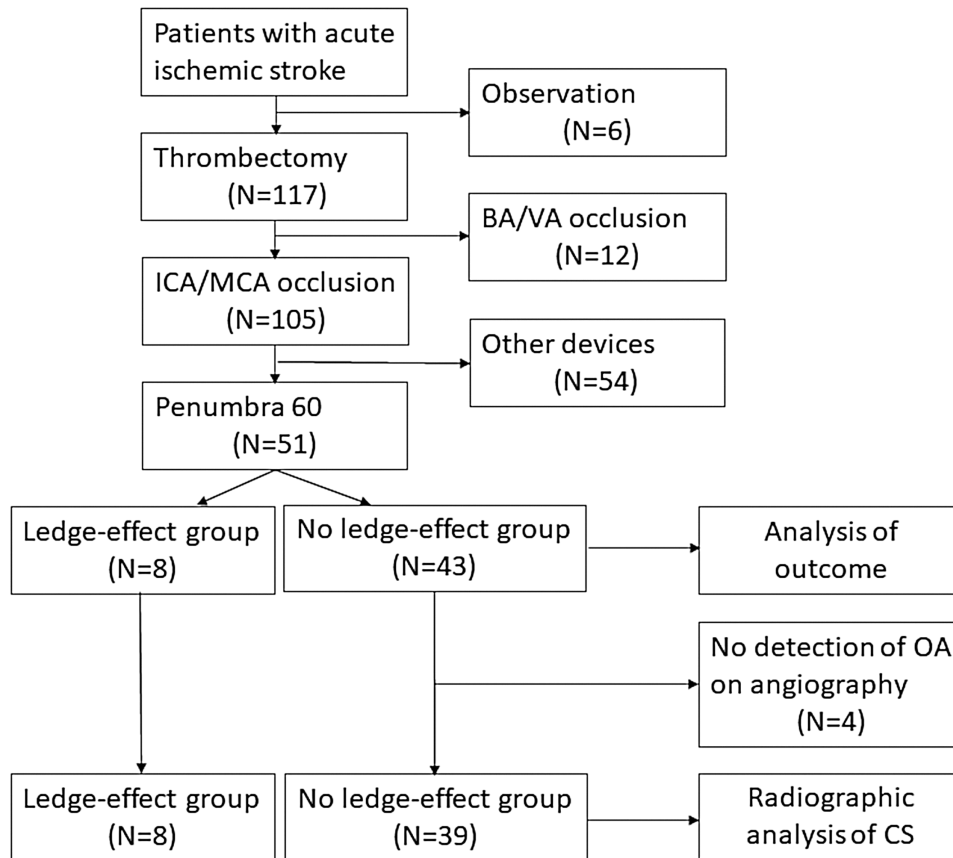 Patients with acute
ischemic stroke
Observation
(N=6)
Thrombectomy
(N=117)
BA/VA occlusion
(N=12)
ICA/MCA occlusion
(N=105)
Other devices
(N=54)
Penumbra 60
(N=51)
Ledge-effect group
(N=8)
No ledge-effect group
(N=43)
Analysis of
outcome
No detection of OA
on angiography
(N=4)
Ledge-effect group
(N=8)
No ledge-effect group
(N=39)
Radiographic
analysis of CS